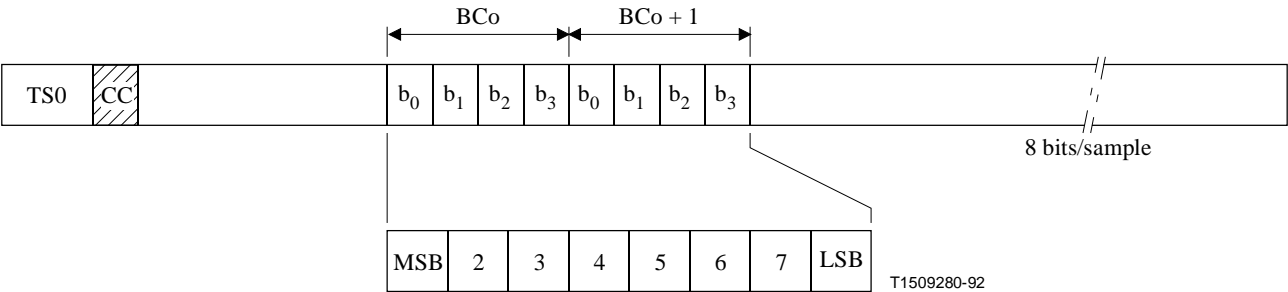 BCo BCo + 1
TS0 CC b0 b1 b2 b3 b0 b1 b2 b3
8 bits/sample
MSB 2 3 4 5 6 7 LSB
T1509280-92